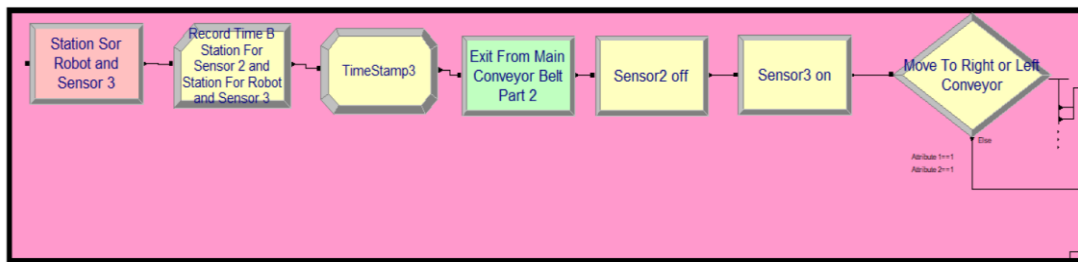 Station Sor
Robot and
Sensor 3
Record Time B
Station For
Sensor 2 and
Station For Robot
and Sensor 3
TimeStamp3
Exit From Main
Conveyor Belt
Part 2
Sensor2 off
Sensor3 on
Move To Right or Left
Conveyor
Else
Attribute 1==1
Attribute 2==1